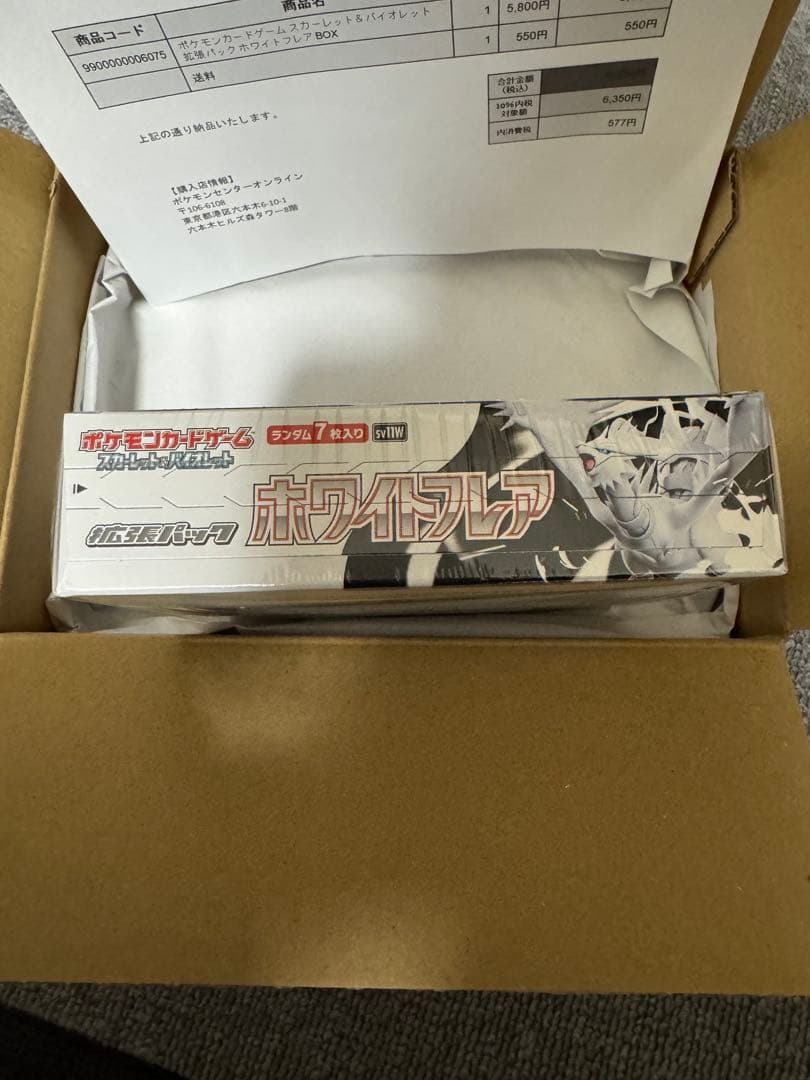 商品コード
商品名
9900000006075
ポケモンカードゲーム スカーレット&バイオレット
拡張パック ホワイトフレア BOX
1
5,800円
送料
1
550円
550円
合計金額
(税込)
10%内税
対象額
6,350円
内消費税
577円
上記の通り納品いたします。
【購入店情報】
ポケモンセンターオンライン
〒106-6108
東京都港区六本木6-10-1
六本木ヒルズ森タワー8階
ポケモンカードゲーム
スカーレット&バイオレット
ランダム7枚入り
sv11W
拡張パック
ホワイトフレア